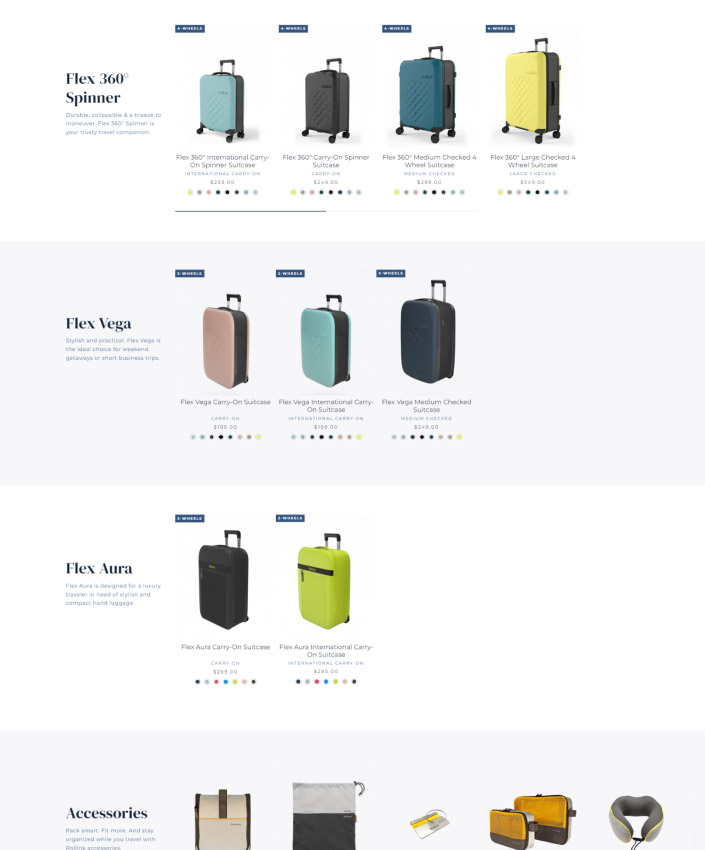 Flex 360°
Spinner
Durable, collapsible & a breeze to
maneuver. Flex 360° Spinner is
your trusty travel companion.
4-WHEELS
Flex 360° International Carry-
On Spinner Suitcase
INTERNATIONAL CARRY-ON
$259.00
4-WHEELS
Flex 360° Carry-On Spinner
Suitcase
CARRY-ON
$249.00
4-WHEELS
Flex 360° Medium Checked 4
Wheel Suitcase
MEDIUM CHECKED
$299.00
4-WHEELS
Flex 360° Large Checked 4
Wheel Suitcase
LARGE CHECKED
$349.00
Flex Vega
Stylish and practical. Flex Vega is
the ideal choice for weekend
getaways or short business trips.
2-WHEELS
Flex Vega Carry-On Suitcase
CARRY-ON
$185.00
2-WHEELS
Flex Vega International Carry-
On Suitcase
INTERNATIONAL CARRY-ON
$199.00
2-WHEELS
Flex Vega Medium Checked
Suitcase
MEDIUM CHECKED
$249.00
Flex Aura
Flex Aura is designed for a luxury
traveler in need of stylish and
compact hand luggage.
2-WHEELS
Flex Aura Carry-On Suitcase
CARRY-ON
$269.00
2-WHEELS
Flex Aura International Carry-
On Suitcase
INTERNATIONAL CARRY-ON
$285.00
Accessories
Pack smart. Fit more. And stay
organized while you travel with
Rollink accessories.